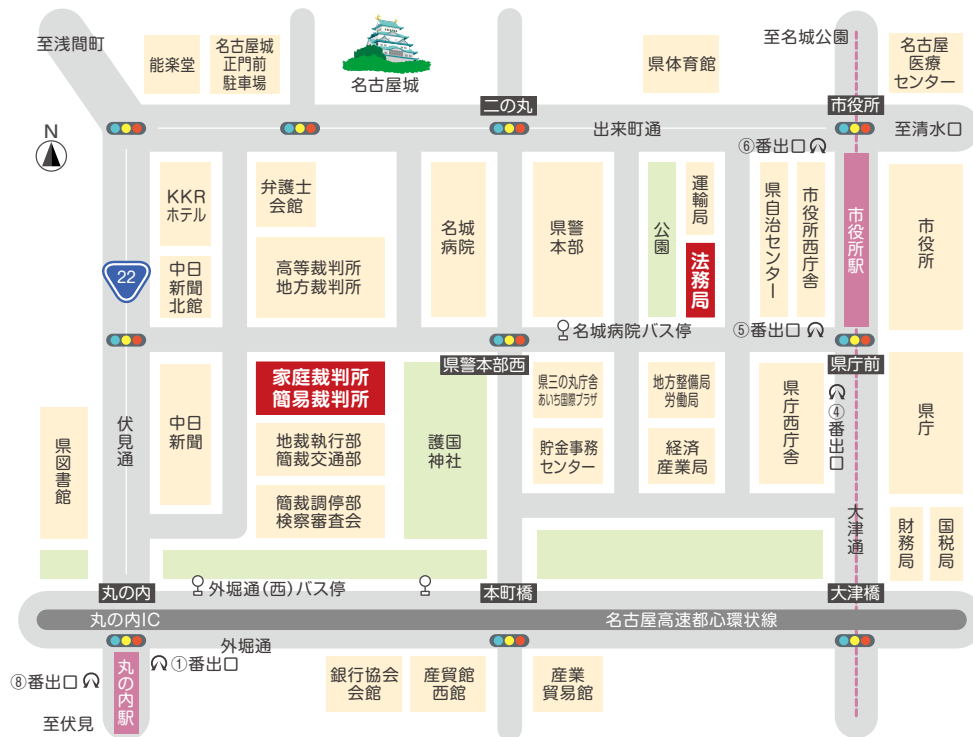 至浅間町
能楽堂
名古屋城
正門前
駐車場
名古屋城
県体育館
至名城公園
名古屋
医療
センター
N
二の丸
市役所
出来町通
至清水口
⑥番出口
KKR
ホテル
弁護士
会館
名城
病院
県警
本部
公園
運輸局
法務局
県自治センター
市役所西庁舎
市役所駅
市役所
22
中日
新聞
北館
高等裁判所
地方裁判所
名城病院バス停
⑤番出口
県警本部西
県庁前
家庭裁判所
簡易裁判所
伏見通
中日
新聞
県図書館
地裁執行部
簡裁交通部
簡裁調停部
検察審査会
護国
神社
県三の丸庁舎
あいち国際プラザ
地方整備局
労働局
貯金事務
センター
経済
産業局
県庁西庁舎
④番出口
県庁
大津通
財務局
国税局
丸の内
外堀通(西)バス停
本町橋
大津橋
丸の内IC
名古屋高速都心環状線
外堀通
①番出口
⑧番出口
丸の内駅
至伏見
銀行協会
会館
産貿館
西館
産業
貿易館